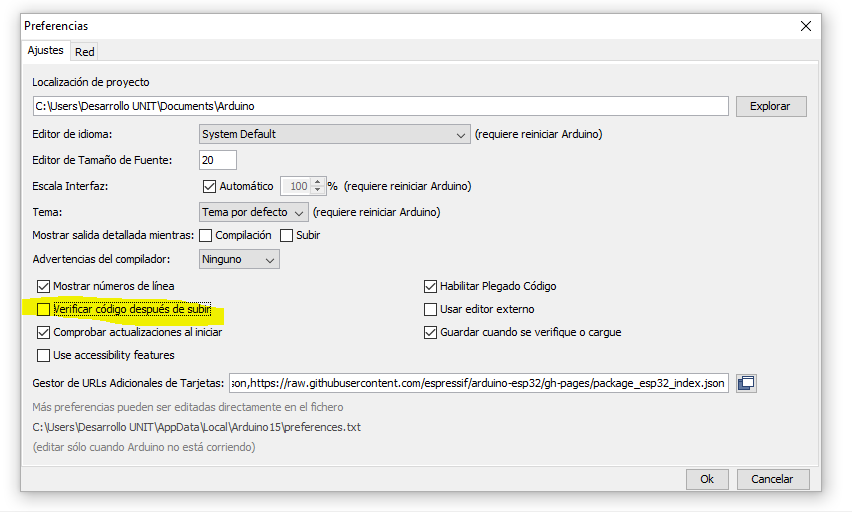 Preferencias
Ajustes Red
Localización de proyecto
C:\Users\Desarrollo UNIT\Documents\Arduino Explorar
Editor de idioma: System Default (requiere reiniciar Arduino)
Editor de Tamaño de Fuente: 20
Escala Interfaz: Automático 100 % (requiere reiniciar Arduino)
Tema: Tema por defecto (requiere reiniciar Arduino)
Mostrar salida detallada mientras: Compilación Subir
Advertencias del compilador: Ninguno
Mostrar números de línea Habilitar Plegado Código
Verificar código después de subir Usar editor externo
Comprobar actualizaciones al iniciar Guardar cuando se verifique o cargue
Use accessibility features
Gestor de URLs Adicionales de Tarjetas: son,https://raw.githubusercontent.com/espressif/arduino-esp32/gh-pages/package_esp32_index.json
Más preferencias pueden ser editadas directamente en el fichero
C:\Users\Desarrollo UNIT\AppData\Local\Arduino15\preferences.txt
(editar sólo cuando Arduino no está corriendo)
Ok Cancelar